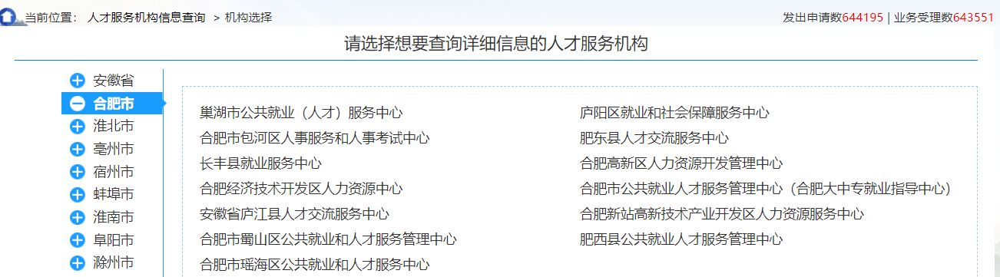 当前位置： 人才服务机构信息查询 > 机构选择
发出申请数644195 | 业务受理数643551
请选择想要查询详细信息的人才服务机构
安徽省
合肥市
淮北市
亳州市
宿州市
蚌埠市
淮南市
阜阳市
滁州市
巢湖市公共就业（人才）服务中心
庐阳区就业和社会保障服务中心
合肥市包河区人事服务和人事考试中心
肥东县人才交流服务中心
长丰县就业服务中心
合肥高新区人力资源开发管理中心
合肥经济技术开发区人力资源中心
合肥市公共就业人才服务管理中心（合肥大中专就业指导中心）
安徽省庐江县人才交流服务中心
合肥新站高新技术产业开发区人力资源服务中心
合肥市蜀山区公共就业和人才服务管理中心
肥西县公共就业人才服务管理中心
合肥市瑶海区公共就业和人才服务中心